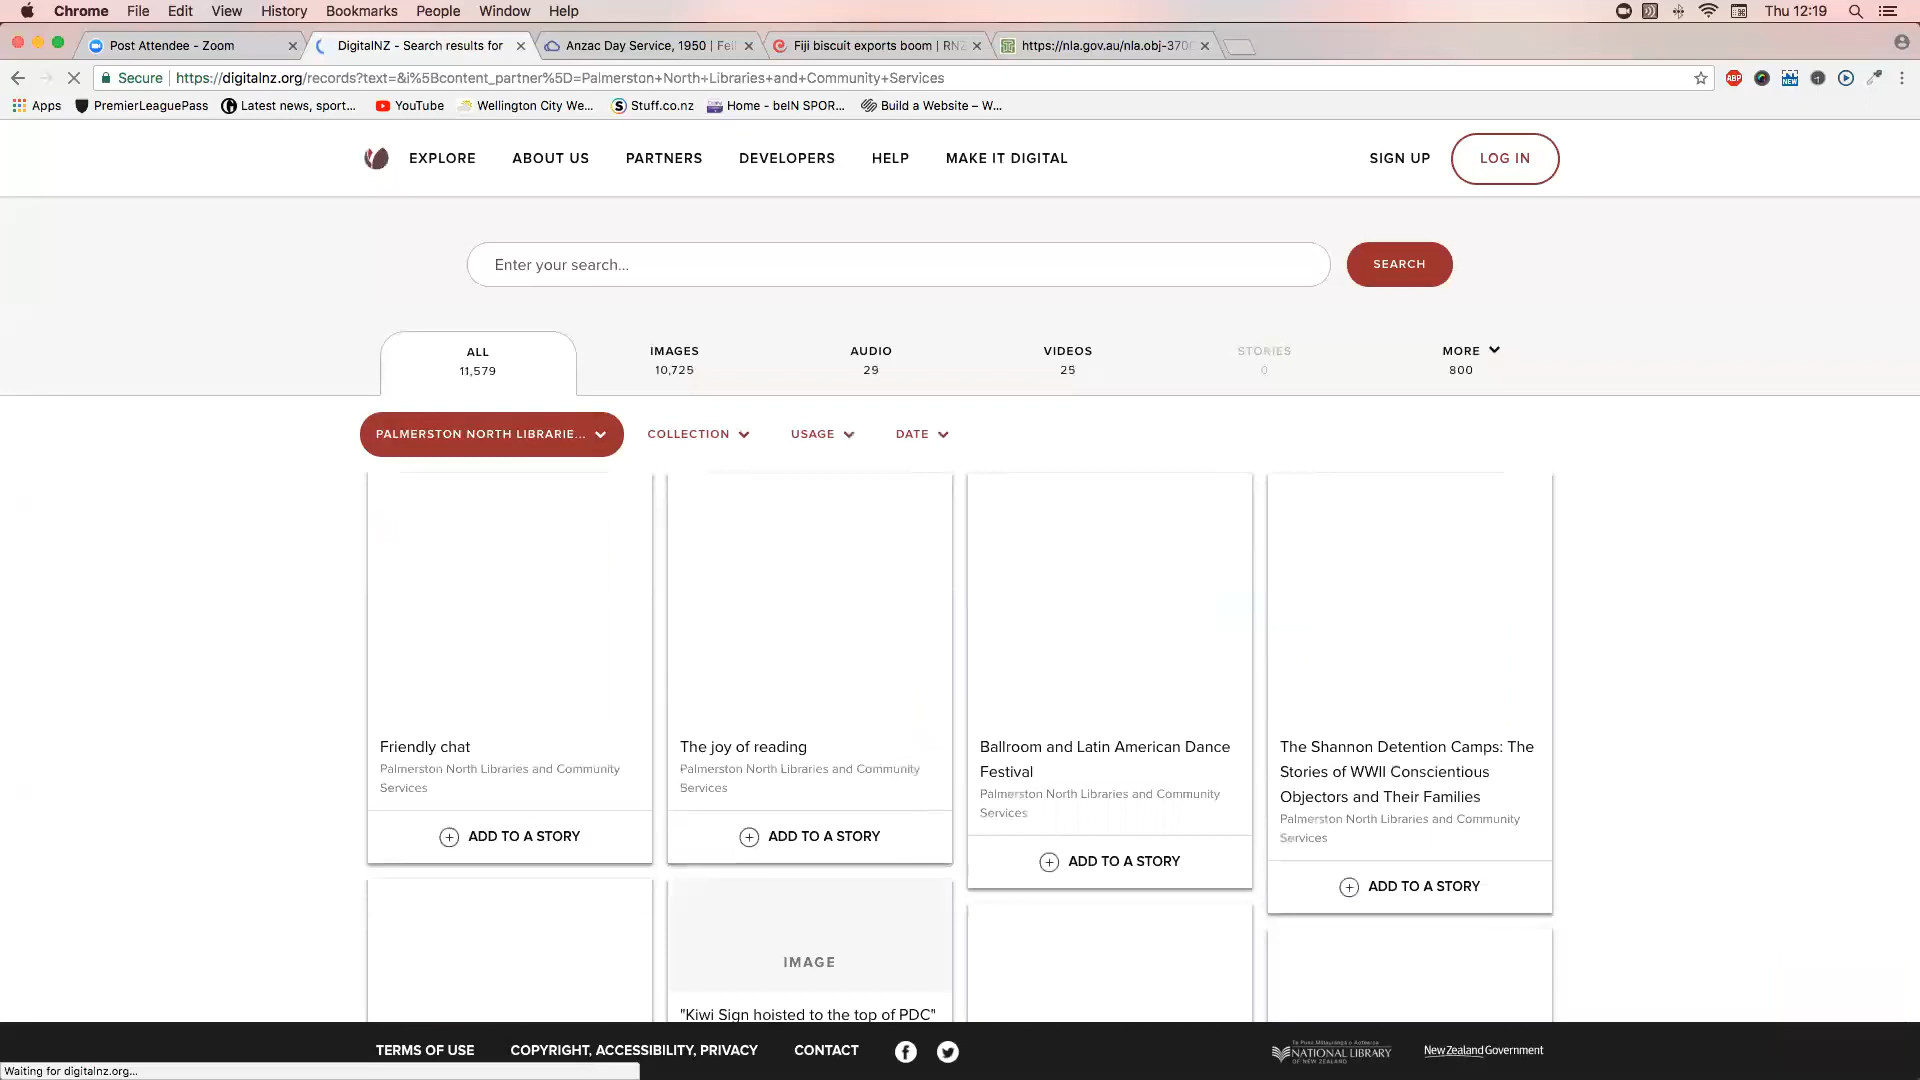 Chrome File Edit View History Bookmarks People Window Help Thu 12:19
Post Attendee - Zoom DigitalNZ - Search results for Anzac Day Service, 1950 | Feil Fiji biscuit exports boom | RNZ https://nla.gov.au/nla.obj-370
Secure https://digitalnz.org/records?text=&i%5Bcontent_partner%5D=Palmerston+North+Libraries+and+Community+Services
Apps PremierLeaguePass Latest news, sport... YouTube Wellington City We... Stuff.co.nz Home - beIN SPOR... Build a Website – W...
EXPLORE ABOUT US PARTNERS DEVELOPERS HELP MAKE IT DIGITAL SIGN UP LOG IN
Enter your search... SEARCH
ALL IMAGES AUDIO VIDEOS STORIES MORE
11,579 10,725 29 25 0 800
PALMERSTON NORTH LIBRARIE... COLLECTION USAGE DATE
Friendly chat
Palmerston North Libraries and Community
Services
ADD TO A STORY
The joy of reading
Palmerston North Libraries and Community
Services
ADD TO A STORY
Ballroom and Latin American Dance
Festival
Palmerston North Libraries and Community
Services
ADD TO A STORY
The Shannon Detention Camps: The
Stories of WWII Conscientious
Objectors and Their Families
Palmerston North Libraries and Community
Services
ADD TO A STORY
IMAGE
"Kiwi Sign hoisted to the top of PDC"
TERMS OF USE COPYRIGHT, ACCESSIBILITY, PRIVACY CONTACT
NATIONAL LIBRARY
OF NEW ZEALAND
New Zealand Government
Waiting for digitalnz.org...